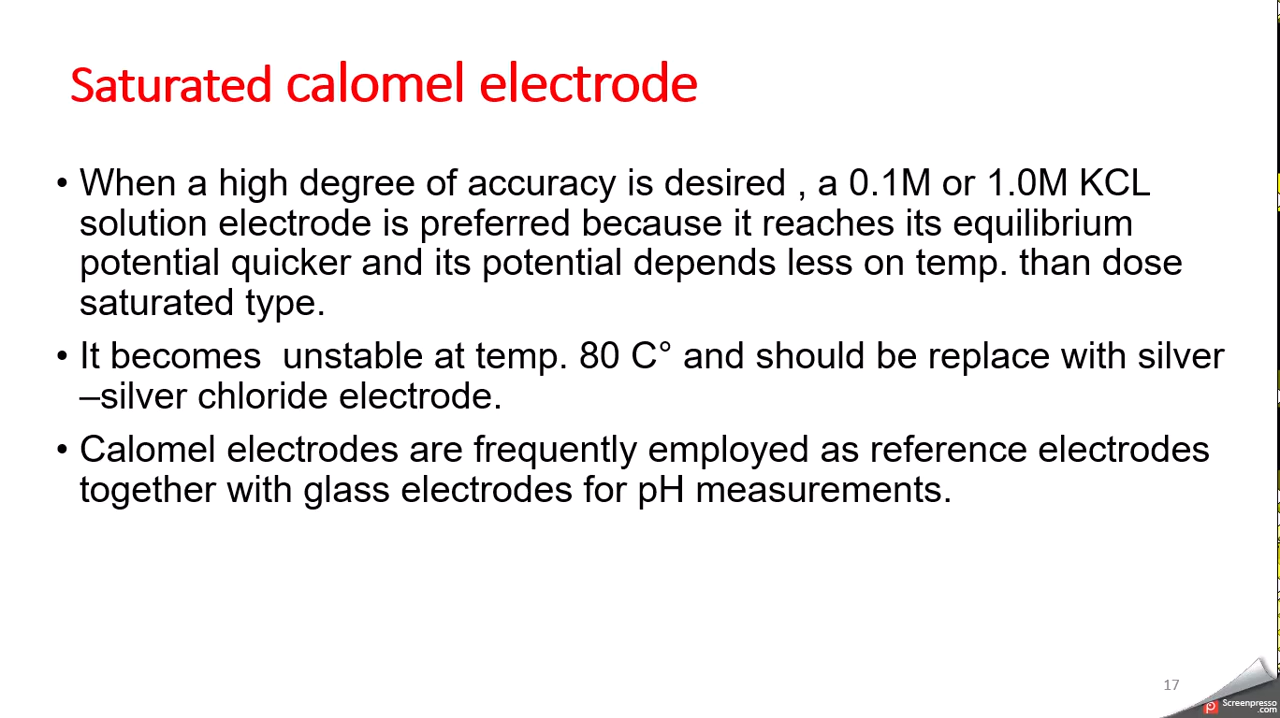 Saturated calomel electrode
• When a high degree of accuracy is desired , a 0.1M or 1.0M KCL
solution electrode is preferred because it reaches its equilibrium
potential quicker and its potential depends less on temp. than dose
saturated type.
• It becomes  unstable at temp. 80 C° and should be replace with silver
–silver chloride electrode.
• Calomel electrodes are frequently employed as reference electrodes
together with glass electrodes for pH measurements.
17
Screenpresso
.com